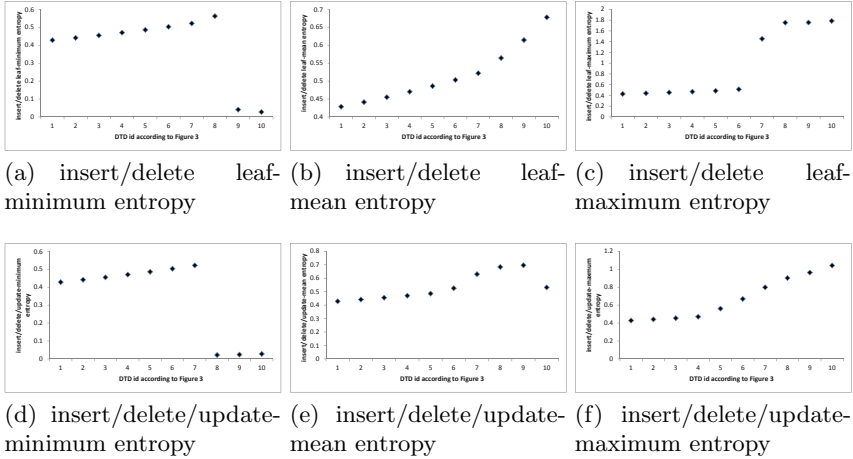 insert/delete leaf-minimum entropy
0.6
0.5
0.4
0.3
0.2
0.1
0
1 2 3 4 5 6 7 8 9 10
DTD id according to Figure 3
insert/delete leaf-mean entropy
0.7
0.65
0.6
0.55
0.5
0.45
0.4
1 2 3 4 5 6 7 8 9 10
DTD id according to Figure 3
insert/delete leaf-maximum entropy
2
1.8
1.6
1.4
1.2
1
0.8
0.6
0.4
0.2
0
1 2 3 4 5 6 7 8 9 10
DTD id according to Figure 3
(a) insert/delete leaf-
minimum entropy
(b) insert/delete leaf-
mean entropy
(c) insert/delete leaf-
maximum entropy
insert/delete/update-minimum
entropy
0.6
0.5
0.4
0.3
0.2
0.1
0
1 2 3 4 5 6 7 8 9 10
DTD id according to Figure 3
insert/delete/update-mean entropy
0.8
0.7
0.6
0.5
0.4
0.3
0.2
0.1
0
1 2 3 4 5 6 7 8 9 10
DTD id according to Figure 3
insert/delete/update-maxmum
entropy
1.2
1
0.8
0.6
0.4
0.2
0
1 2 3 4 5 6 7 8 9 10
DTD id according to Figure 3
(d) insert/delete/update-
minimum entropy
(e) insert/delete/update-
mean entropy
(f) insert/delete/update-
maximum entropy